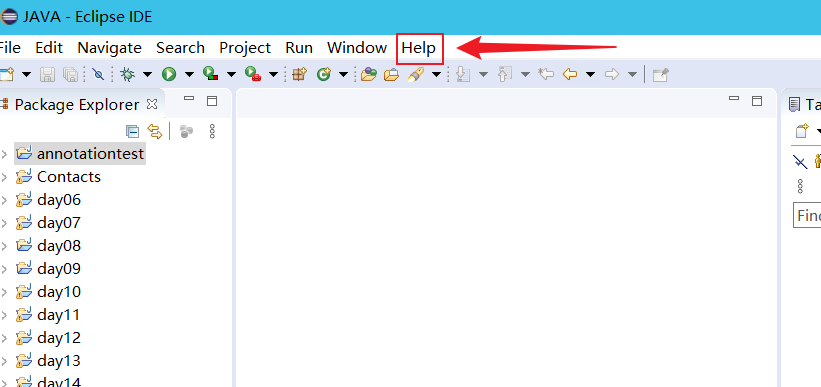 JAVA - Eclipse IDE
File Edit Navigate Search Project Run Window Help
Package Explorer
Ta
annotationtest
Contacts
day06
day07
Find
day08
day09
day10
day11
day12
day13
day14